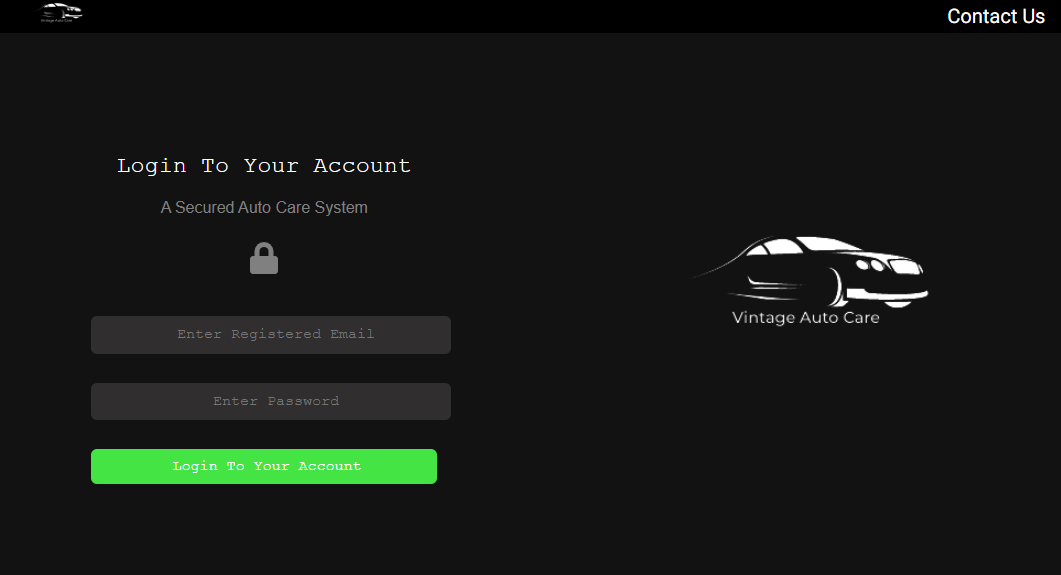 Vintage Auto Care
Contact Us
Login To Your Account
A Secured Auto Care System
Enter Registered Email
Enter Password
Login To Your Account
Vintage Auto Care